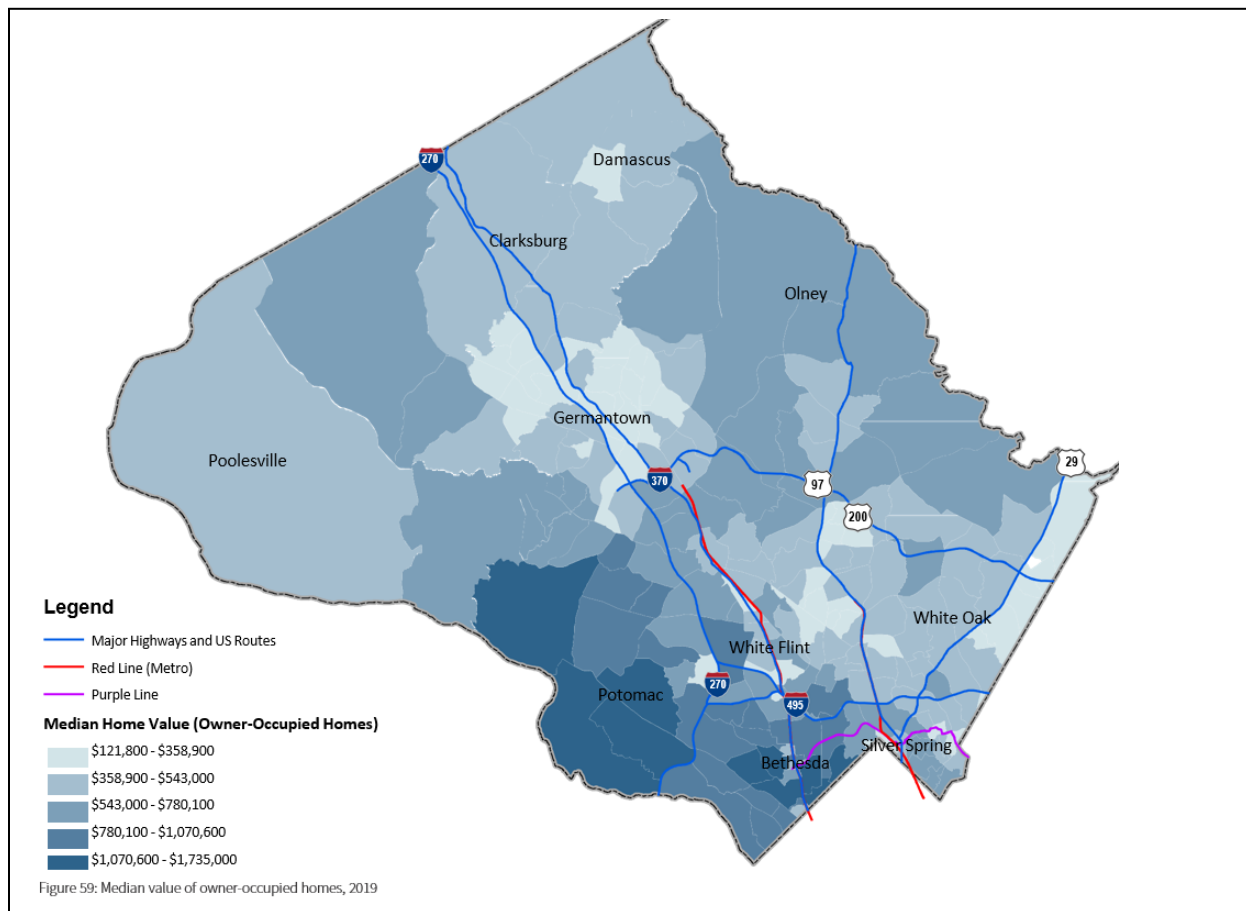 270
Damascus
Clarksburg
Olney
Germantown
Poolesville
29
370
97
200
White Oak
White Flint
Potomac
270
495
Silver Spring
Bethesda
Legend
Major Highways and US Routes
Red Line (Metro)
Purple Line
Median Home Value (Owner-Occupied Homes)
$121,800 - $358,900
$358,900 - $543,000
$543,000 - $780,100
$780,100 - $1,070,600
$1,070,600 - $1,735,000
Figure 59: Median value of owner-occupied homes, 2019